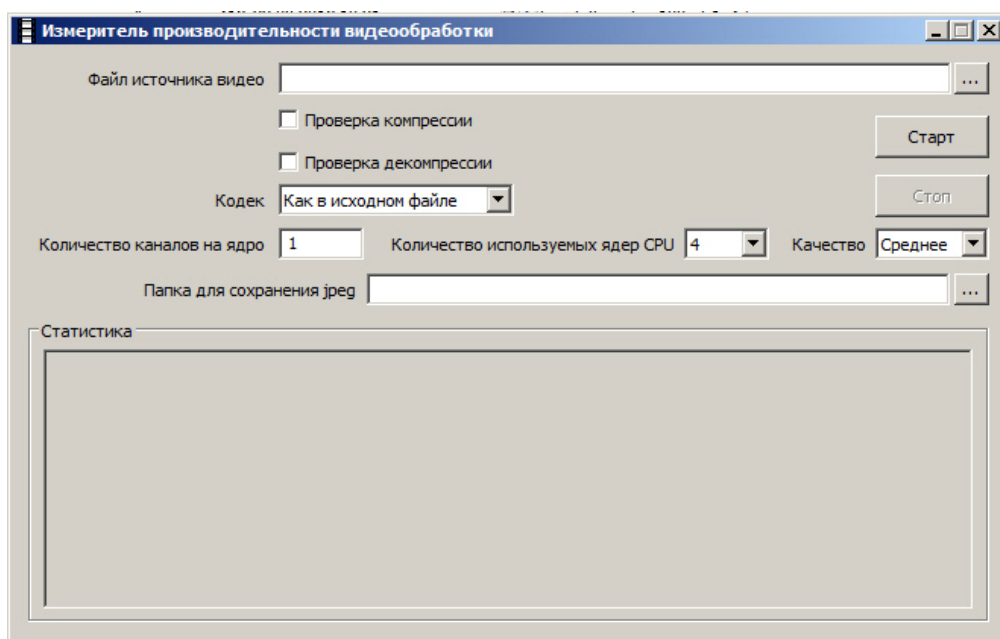 Измеритель производительности видеообработки
Файл источника видео ...
Проверка компрессии
Старт
Проверка декомпрессии
Кодек Как в исходном файле
Стоп
Количество каналов на ядро 1 Количество используемых ядер CPU 4 Качество Среднее
Папка для сохранения jpeg ...
Статистика